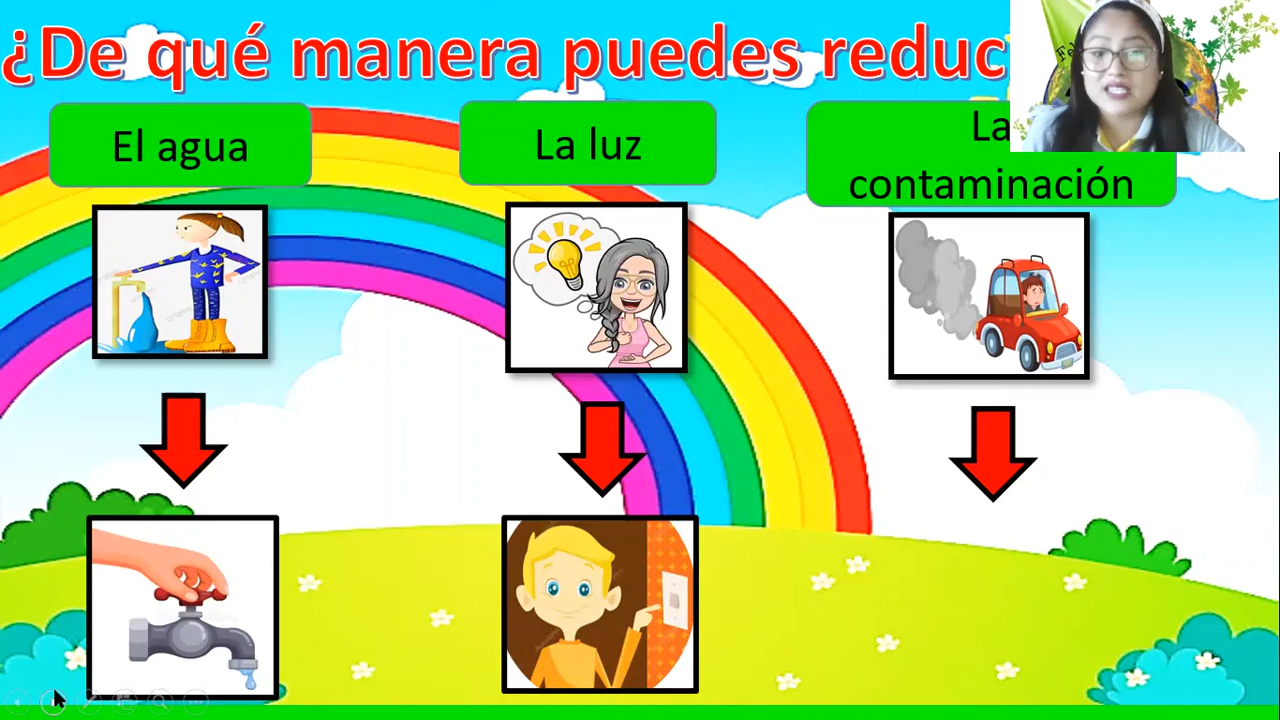 ¿De qué manera puedes reduc
El agua
La luz
La
contaminación